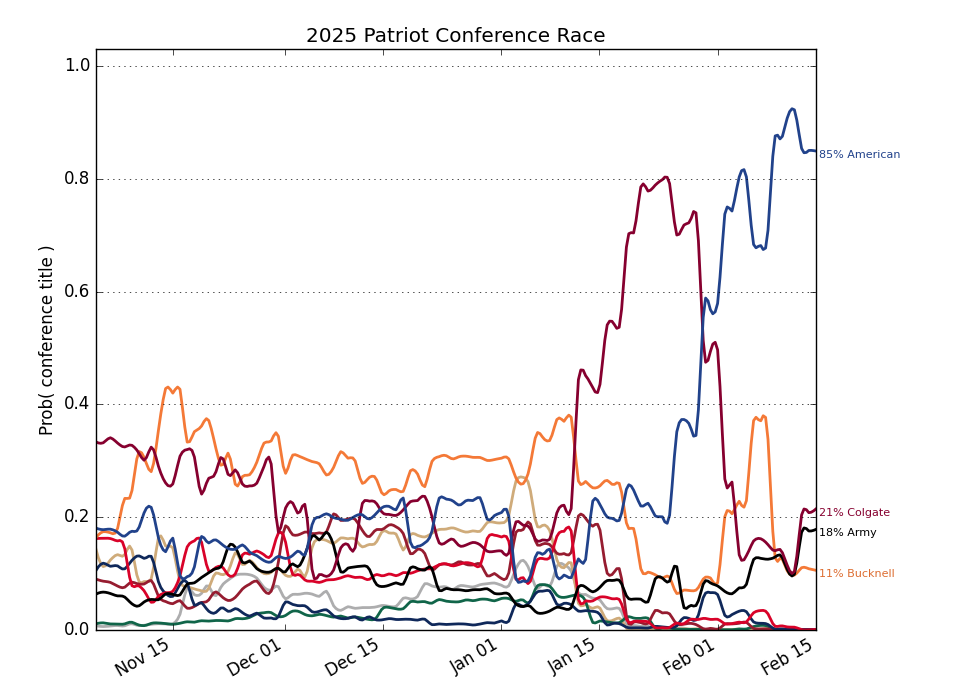 2025 Patriot Conference Race
Prob( conference title )
1.0
0.8
0.6
0.4
0.2
0.0
85% American
21% Colgate
18% Army
11% Bucknell
Nov 15
Dec 01
Dec 15
Jan 01
Jan 15
Feb 01
Feb 15